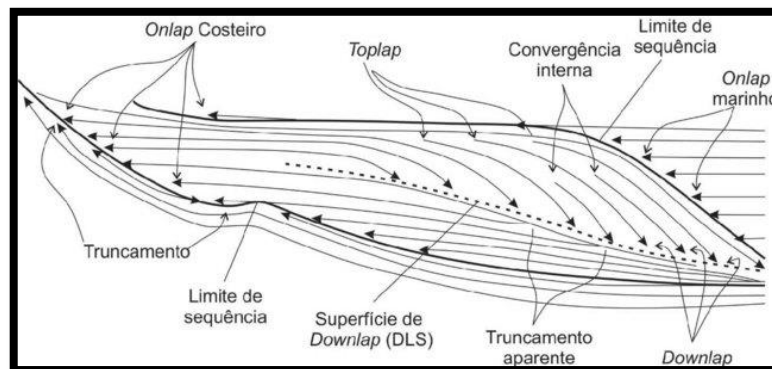 Onlap Costeiro
Toplap
Convergência
interna
Limite de
sequência
Onlap
marinho
Truncamento
Limite de
sequência
Superfície de
Downlap (DLS)
Truncamento
aparente
Downlap